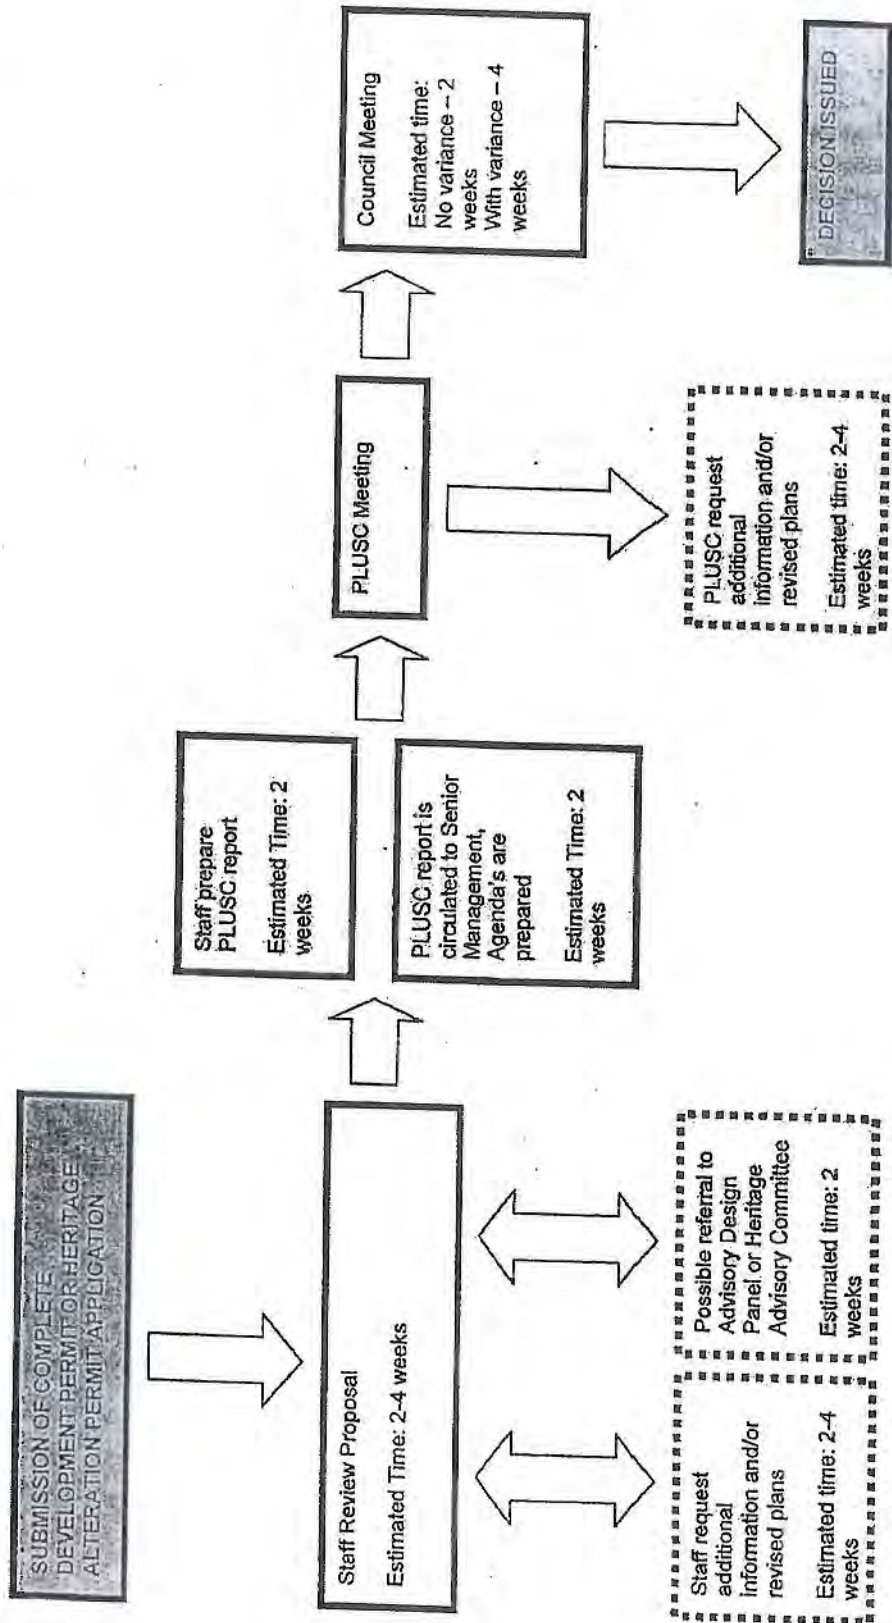 SUBMISSION OF COMPLETE
DEVELOPMENT PERMIT OR HERITAGE
ALTERATION PERMIT APPLICATION
Staff Review Proposal
Estimated Time: 2-4 weeks
Staff request
additional
information and/or
revised plans
Estimated time: 2-4
weeks
Possible referral to
Advisory Design
Panel or Heritage
Advisory Committee
Estimated time: 2
weeks
Staff prepare
PLUSC report
Estimated Time: 2
weeks
PLUSC report is
circulated to Senior
Management,
Agenda's are
prepared
Estimated Time: 2
weeks
PLUSC Meeting
PLUSC request
additional
information and/or
revised plans
Estimated time: 2-4
weeks
Council Meeting
Estimated time:
No variance – 2
weeks
With variance – 4
weeks
DECISION ISSUED